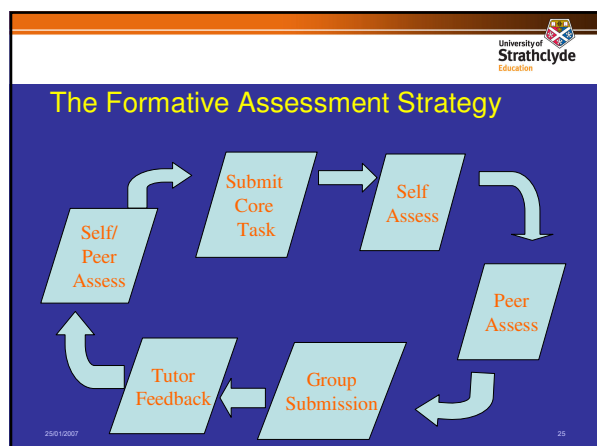 University of
Strathclyde
Education
The Formative Assessment Strategy
Submit
Core
Task
Self
Assess
Self/
Peer
Assess
Peer
Assess
Tutor
Feedback
Group
Submission
25/01/2007
25